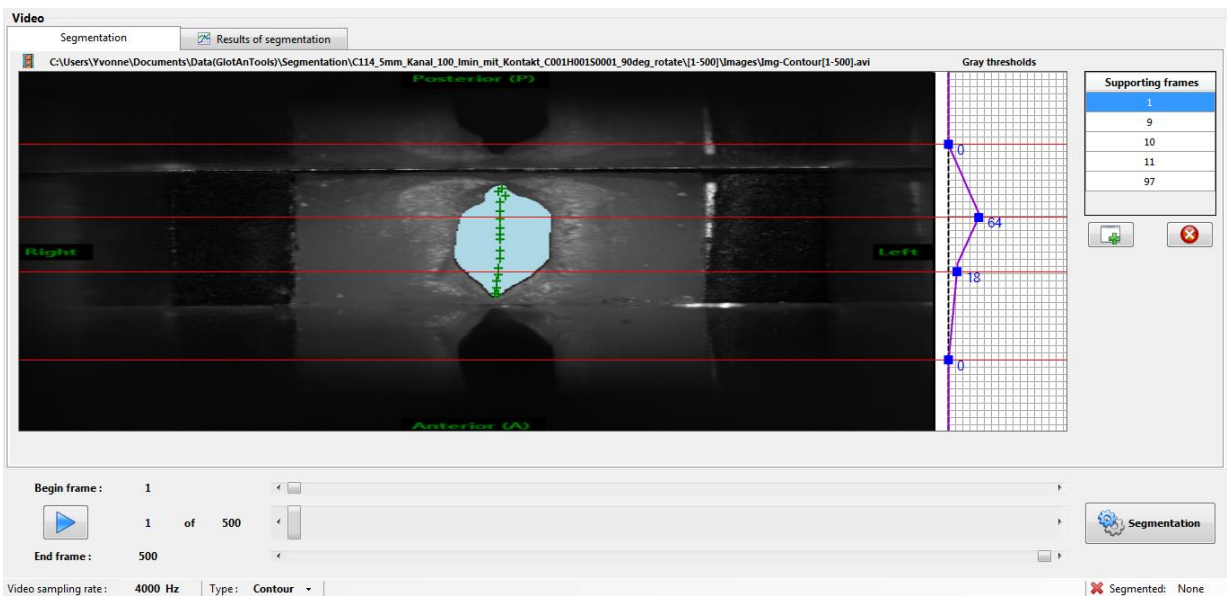 Video
Segmentation
Results of segmentation
C:\Users\Yvonne\Documents\Data(GlotAnTools)\Segmentation\C114_5mm_Kanal_100_lmin_mit_Kontakt_C001H001S0001_90deg_rotate\[1-500]\Images\Img-Contour[1-500].avi
Gray thresholds
Supporting frames
Posterior (P)
1
9
10
11
97
0
64
Right
Left
18
0
Anterior (A)
Begin frame : 1
1 of 500
Segmentation
End frame : 500
Video sampling rate : 4000 Hz Type : Contour Segmented: None